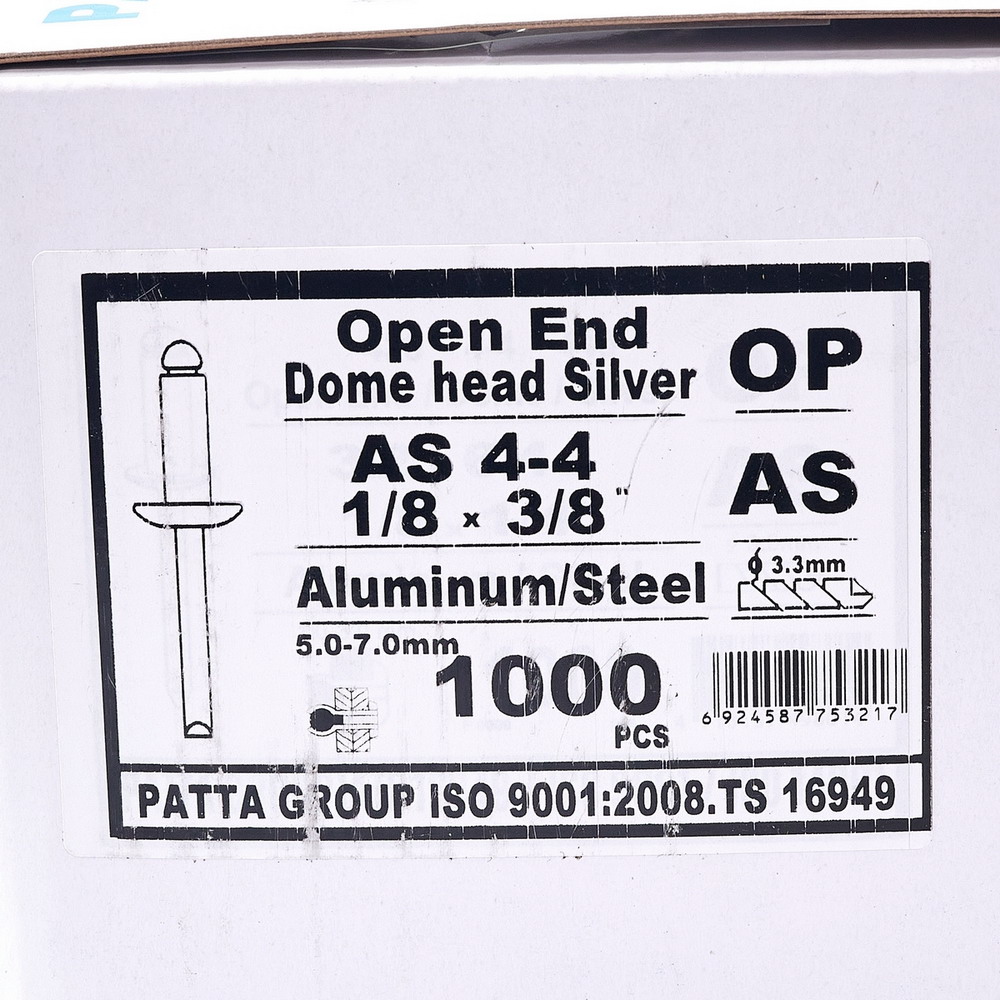 Open End
Dome head Silver
OP
AS 4-4
1/8 x 3/8"
AS
Aluminum/Steel
ϕ 3.3mm
5.0-7.0mm
1000
PCS
6 924587 753217
PATTA GROUP ISO 9001:2008.TS 16949